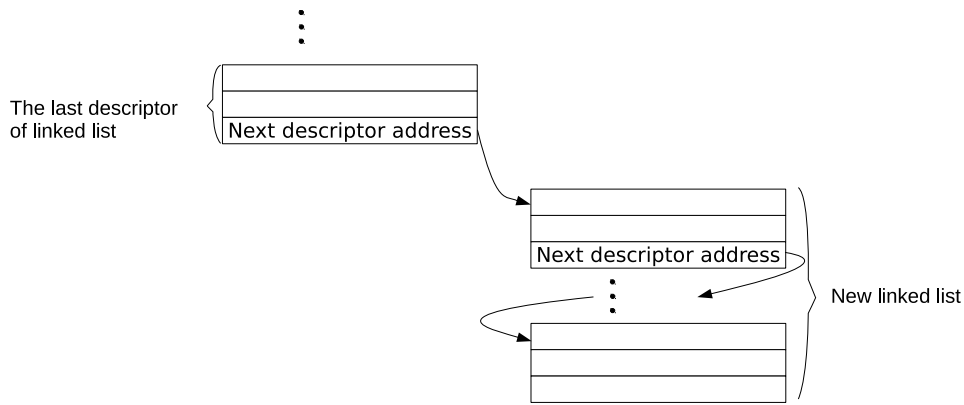 The last descriptor
of linked list
Next descriptor address
Next descriptor address
New linked list